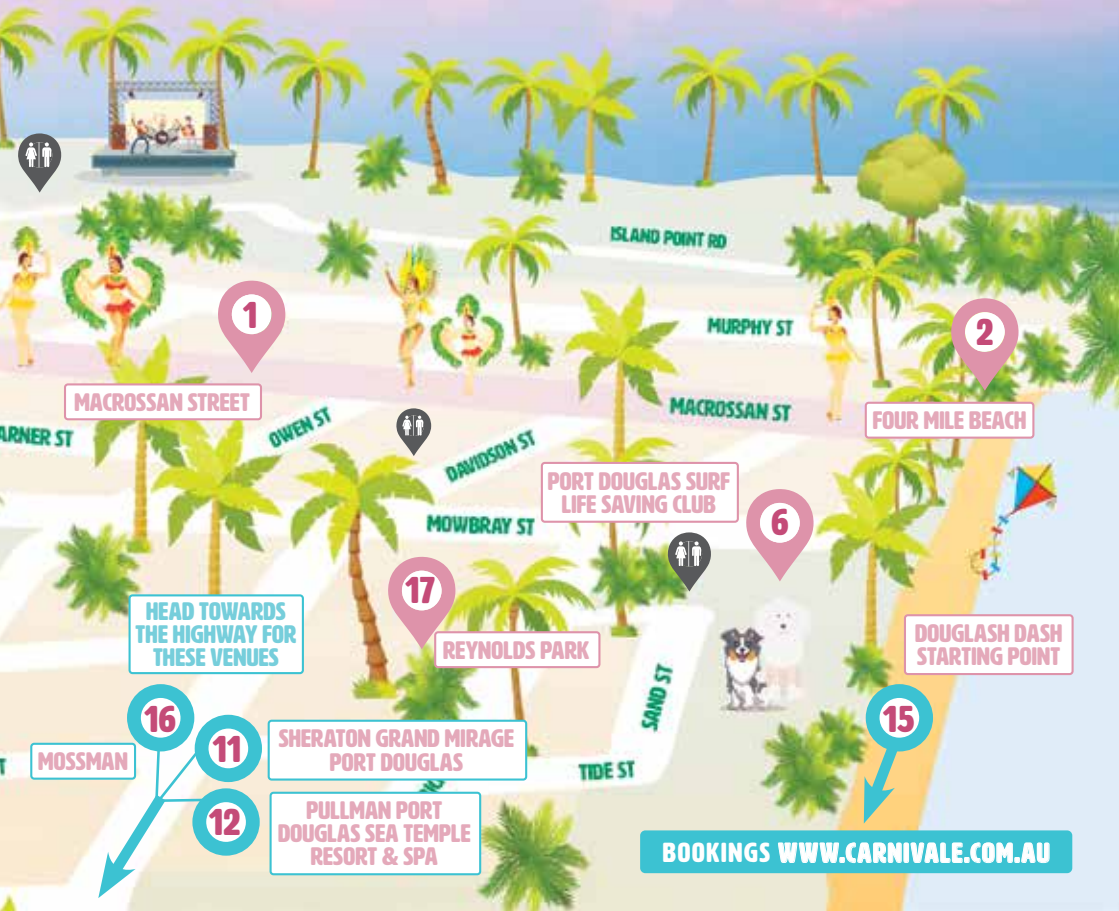 ISLAND POINT RD
1
MURPHY ST
2
MACROSSAN STREET
MACROSSAN ST
FOUR MILE BEACH
OWEN ST
ARNER ST
DAVIDSON ST
PORT DOUGLAS SURF
LIFE SAVING CLUB
6
MOWBRAY ST
17
HEAD TOWARDS
THE HIGHWAY FOR
THESE VENUES
REYNOLDS PARK
DOUGLASH DASH
STARTING POINT
SAND ST
16
15
11
SHERATON GRAND MIRAGE
PORT DOUGLAS
MOSSMAN
T
TIDE ST
12
PULLMAN PORT
DOUGLAS SEA TEMPLE
RESORT & SPA
BOOKINGS WWW.CARNIVALE.COM.AU